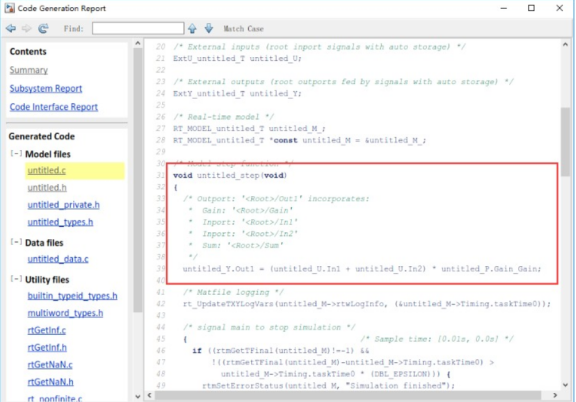 Code Generation Report
Find:
Match Case
Contents
Summary
Subsystem Report
Code Interface Report
Generated Code
[-] Model files
untitled.c
untitled.h
untitled_private.h
untitled_types.h
[-] Data files
untitled_data.c
[-] Utility files
builtin_typeid_types.h
multiword_types.h
rtGetInf.c
rtGetInf.h
rtGetNaN.c
rtGetNaN.h
rt_nonfinite.c
20 /* External inputs (root inport signals with auto storage) */
21 ExtU_untitled_T untitled_U;
22
23 /* External outputs (root outports fed by signals with auto storage) */
24 ExtY_untitled_T untitled_Y;
25
26 /* Real-time model */
27 RT_MODEL_untitled_T untitled_M_;
28 RT_MODEL_untitled_T *const untitled_M = &untitled_M_;
29
30 /* Model step function */
31 void untitled_step(void)
32 {
33 /* Outport: '<Root>/Out1' incorporates:
34 * Gain: '<Root>/Gain'
35 * Inport: '<Root>/In1'
36 * Inport: '<Root>/In2'
37 * Sum: '<Root>/Sum'
38 */
39 untitled_Y.Out1 = (untitled_U.In1 + untitled_U.In2) * untitled_P.Gain_Gain;
40
41 /* Matfile logging */
42 rt_UpdateTXYLogVars(untitled_M->rtwLogInfo, (&untitled_M->Timing.taskTime0));
43
44 /* signal main to stop simulation */
45 { /* Sample time: [0.01s, 0.0s] */
46 if ((rtmGetTFinal(untitled_M)!=-1) &&
47 !((rtmGetTFinal(untitled_M)-untitled_M->Timing.taskTime0) >
48 untitled_M->Timing.taskTime0 * (DBL_EPSILON))) {
49 rtmSetErrorStatus(untitled_M, "Simulation finished");